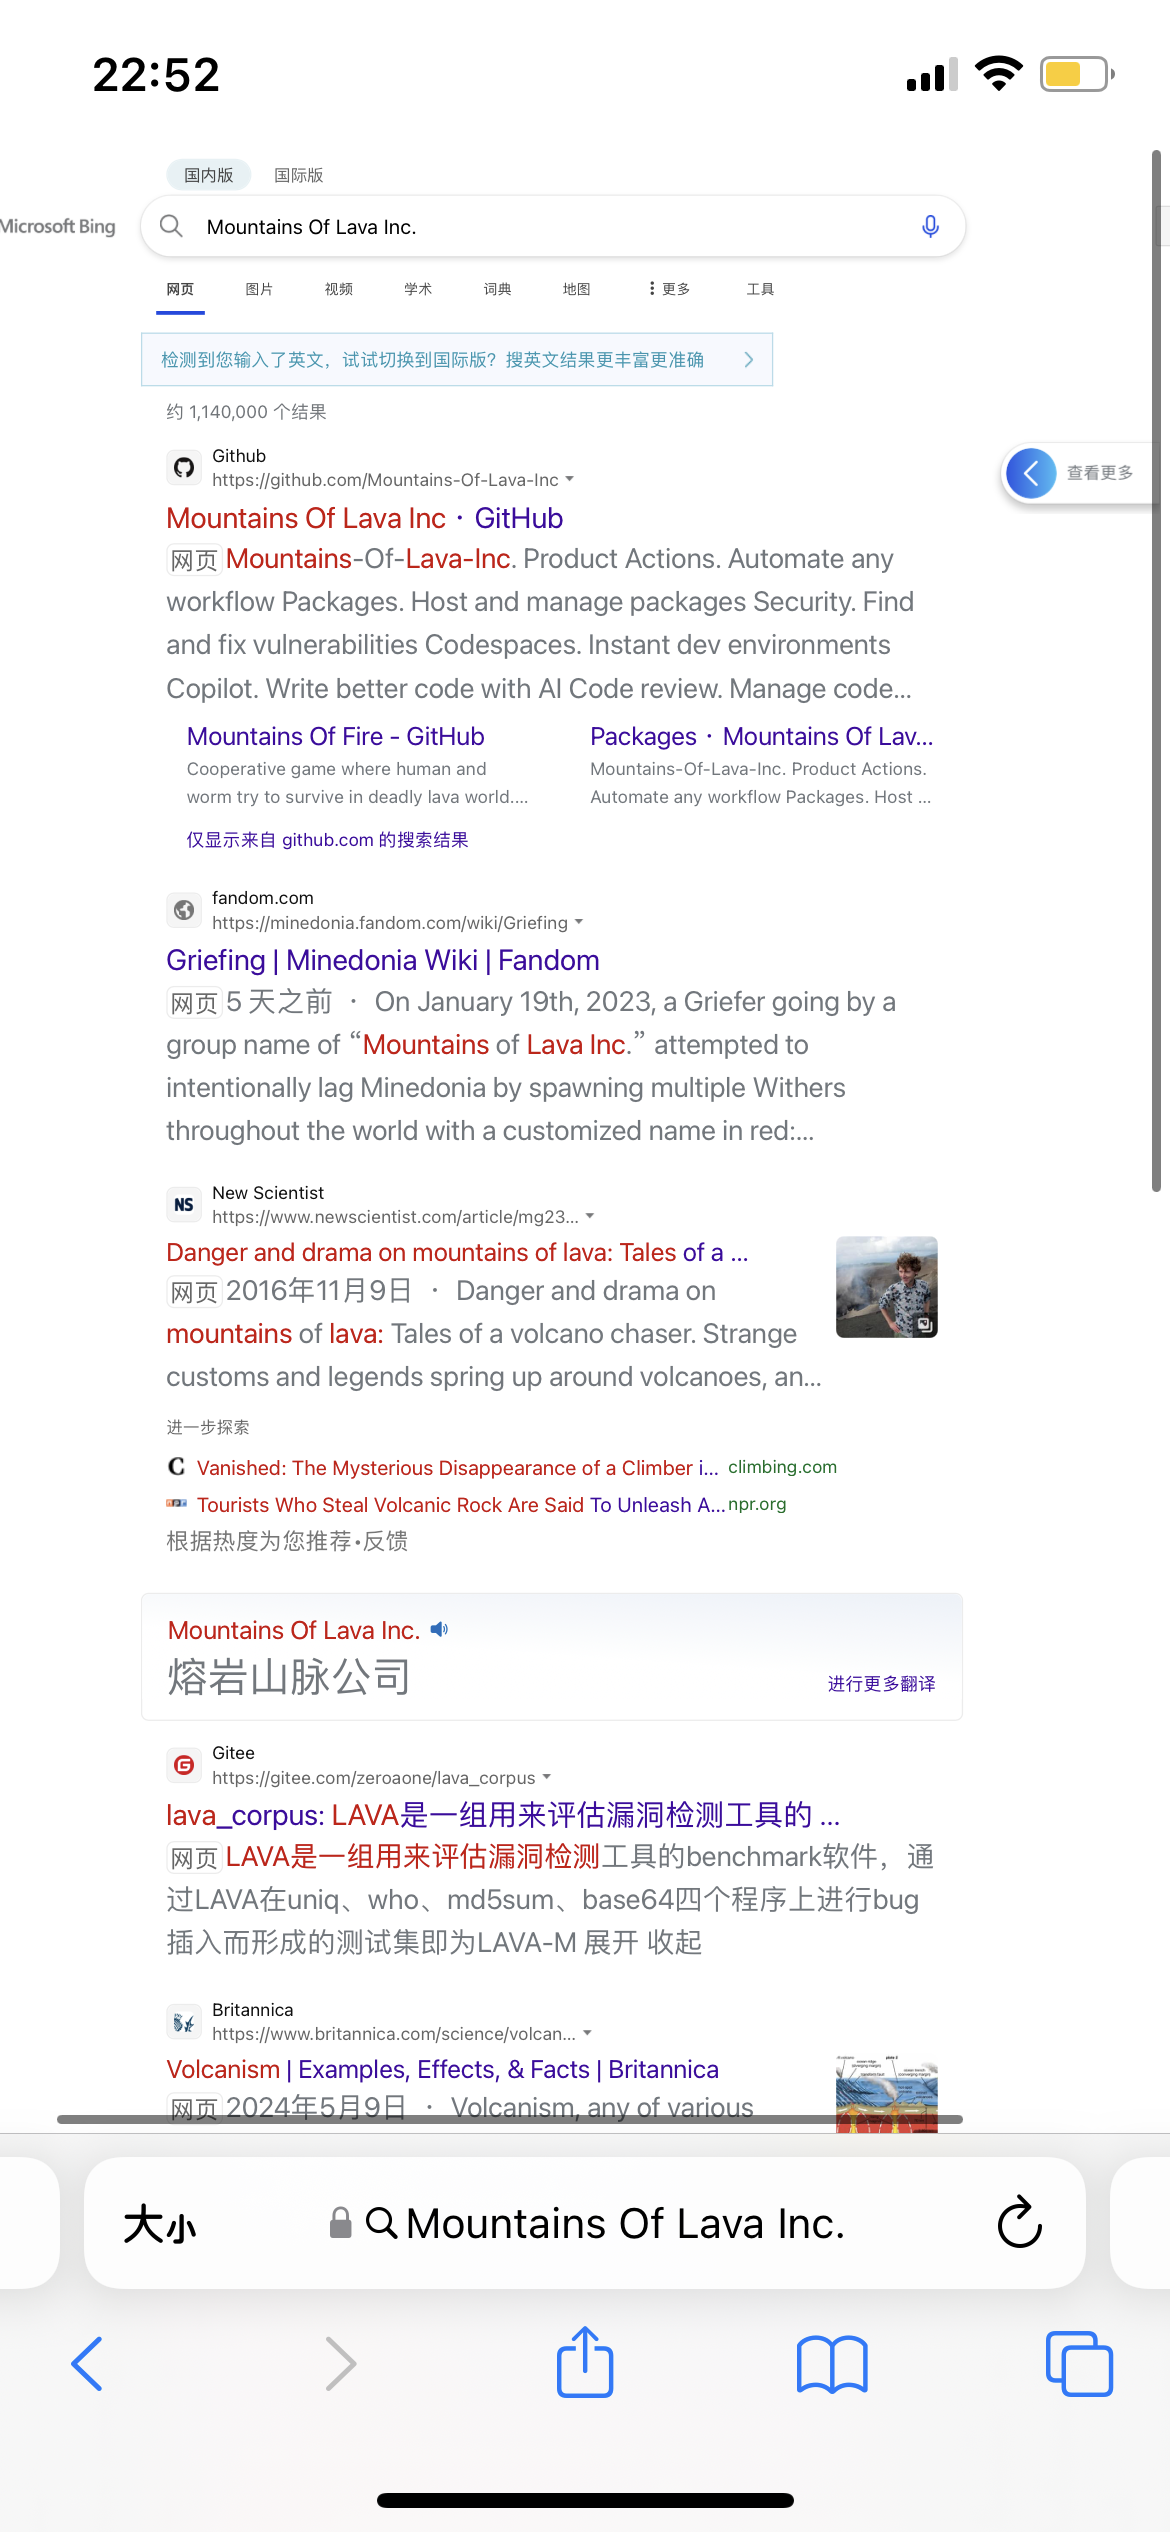 22:52
国内版 国际版
Microsoft Bing
Mountains Of Lava Inc.
网页 图片 视频 学术 词典 地图 更多 工具
检测到您输入了英文，试试切换到国际版？搜英文结果更丰富更准确
约 1,140,000 个结果
查看更多
Github
https://github.com/Mountains-Of-Lava-Inc
Mountains Of Lava Inc · GitHub
网页 Mountains-Of-Lava-Inc. Product Actions. Automate any
workflow Packages. Host and manage packages Security. Find
and fix vulnerabilities Codespaces. Instant dev environments
Copilot. Write better code with AI Code review. Manage code...
Mountains Of Fire - GitHub
Cooperative game where human and
worm try to survive in deadly lava world....
Packages · Mountains Of Lav...
Mountains-Of-Lava-Inc. Product Actions.
Automate any workflow Packages. Host ...
仅显示来自 github.com 的搜索结果
fandom.com
https://minedonia.fandom.com/wiki/Griefing
Griefing | Minedonia Wiki | Fandom
网页 5 天之前 · On January 19th, 2023, a Griefer going by a
group name of “Mountains of Lava Inc.” attempted to
intentionally lag Minedonia by spawning multiple Withers
throughout the world with a customized name in red:...
NS
New Scientist
https://www.newscientist.com/article/mg23...
Danger and drama on mountains of lava: Tales of a ...
网页 2016年11月9日 · Danger and drama on
mountains of lava: Tales of a volcano chaser. Strange
customs and legends spring up around volcanoes, an...
进一步探索
C Vanished: The Mysterious Disappearance of a Climber i... climbing.com
Tourists Who Steal Volcanic Rock Are Said To Unleash A... npr.org
根据热度为您推荐•反馈
Mountains Of Lava Inc.
熔岩山脉公司
进行更多翻译
Gitee
https://gitee.com/zeroaone/lava_corpus
lava_corpus: LAVA是一组用来评估漏洞检测工具的 ...
网页 LAVA是一组用来评估漏洞检测工具的benchmark软件，通
过LAVA在uniq、who、md5sum、base64四个程序上进行bug
插入而形成的测试集即为LAVA-M 展开 收起
Britannica
https://www.britannica.com/science/volcan...
Volcanism | Examples, Effects, & Facts | Britannica
网页 2024年5月9日 · Volcanism, any of various
大小 Mountains Of Lava Inc.